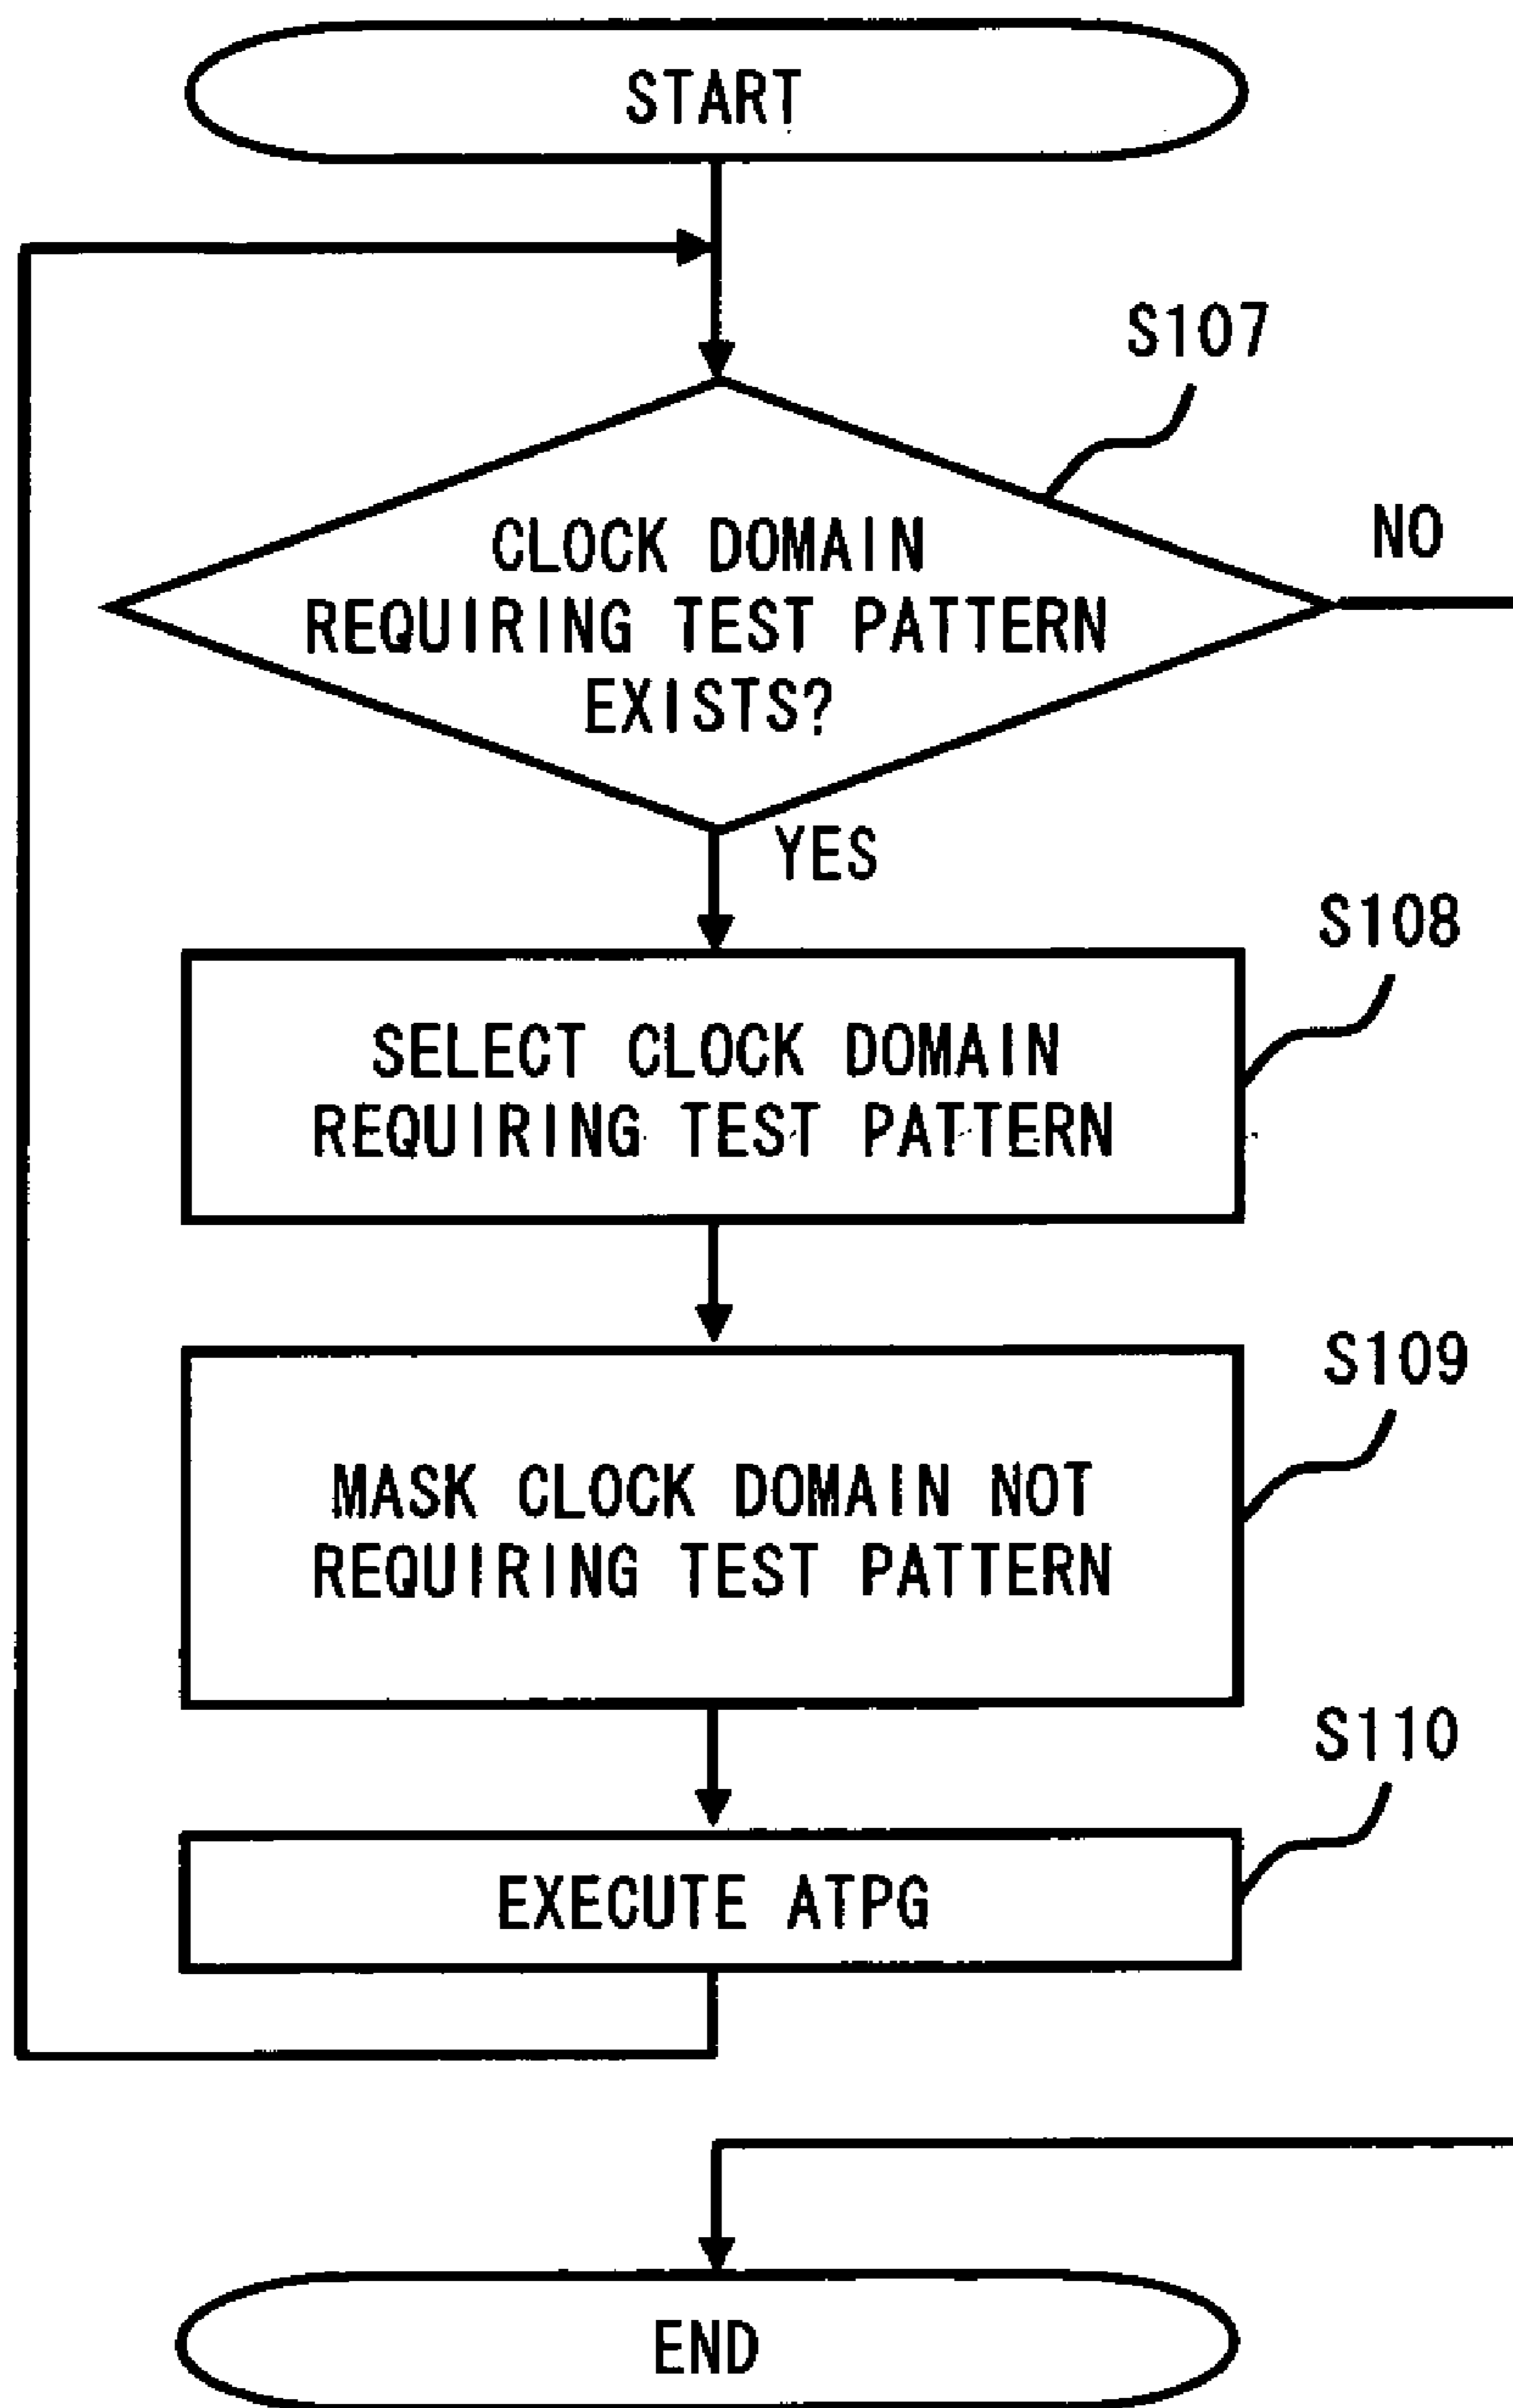 START
S107
CLOCK DOMAIN
REQUIRING TEST PATTERN
EXISTS?
NO
YES
S108
SELECT CLOCK DOMAIN
REQUIRING TEST PATTERN
S109
MASK CLOCK DOMAIN NOT
REQUIRING TEST PATTERN
S110
EXECUTE ATPG
END